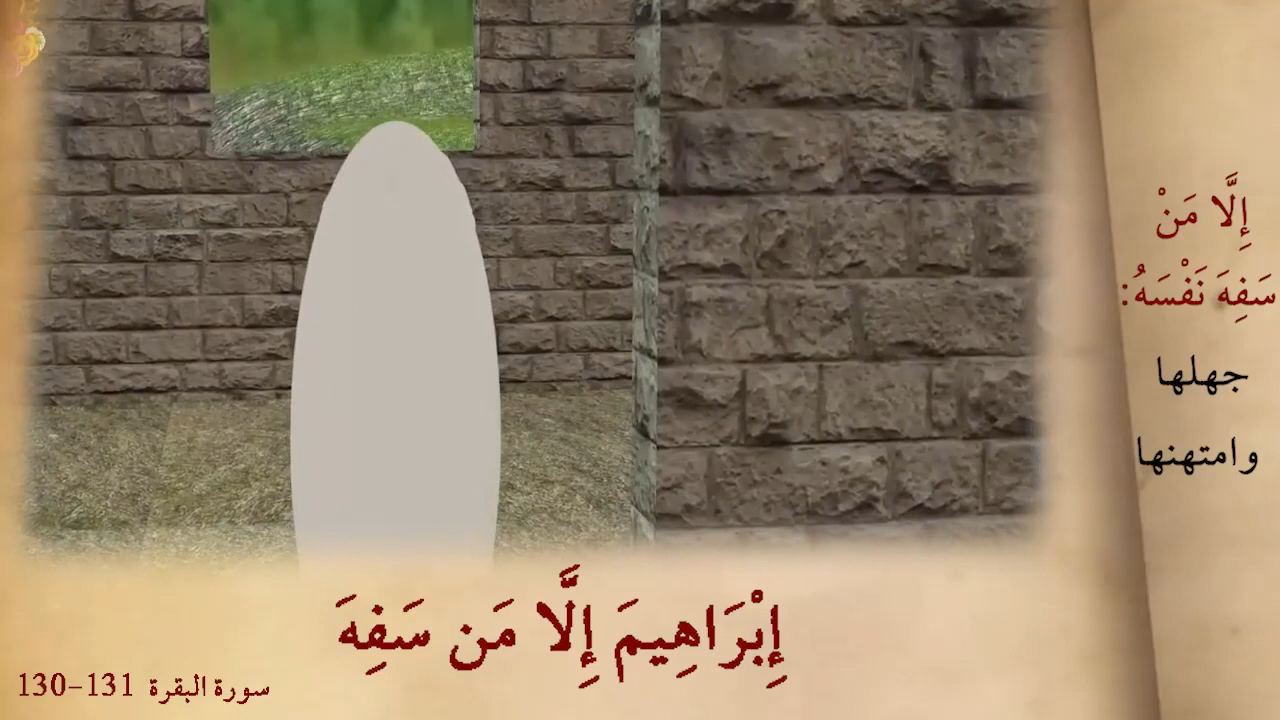 إِلَّا مَنْ
سَفِهَ نَفْسَهُ:
جهلها
وامتهنها
إِبْرَاهِيمَ إِلَّا مَن سَفِهَ
سورة البقرة 131-130